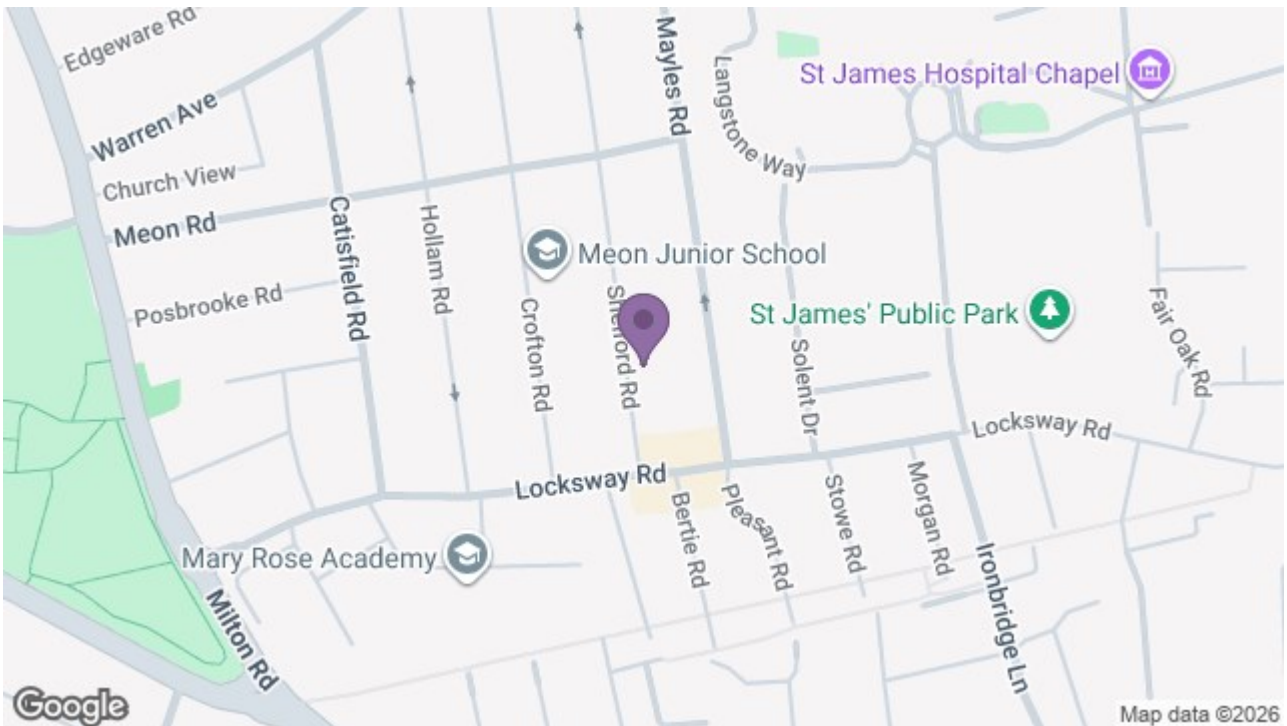 Edgeware Rd
Mayles Rd
Langstone Way
St James Hospital Chapel
Warren Ave
Church View
Meon Rd
Catisfield Rd
Hollam Rd
Meon Junior School
Posbrooke Rd
Crofton Rd
Shelford Rd
St James' Public Park
Solent Dr
Fair Oak Rd
Locksway Rd
Locksway Rd
Bertie Rd
Pleasant Rd
Stowe Rd
Morgan Rd
Mary Rose Academy
Milton Rd
Ironbridge Ln
Google
Map data ©2026